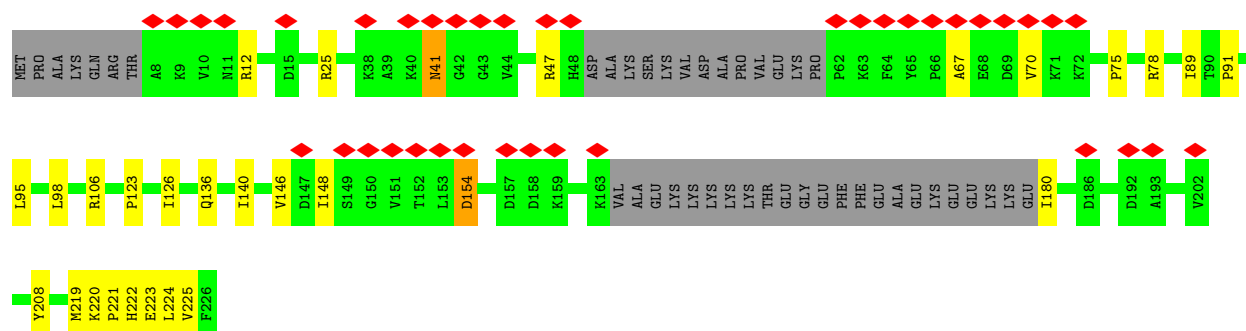 MET PRO ALA LYS GLN ARG THR A8 K9 V10 N11 R12 D15 R25 K38 A39 K40 N41 G42 G43 V44 R47 H48 ASP ALA LYS SER LYS VAL ASP ALA PRO VAL GLU LYS PRO P62 K63 F64 Y65 P66 A67 E68 D69 V70 K71 K72 P75 R78 I89 T90 P91
L95 L98 R106 P123 I126 Q136 I140 V146 D147 I148 S149 G150 V151 T152 L153 D154 D157 D158 K159 K163 VAL ALA GLU LYS LYS LYS LYS LYS THR GLU GLU GLY GLU PHE PHE GLU ALA GLU LYS GLU GLU LYS LYS GLU I180 D186 D192 A193 V202
Y208 M219 K220 P221 H222 E223 L224 V225 F226